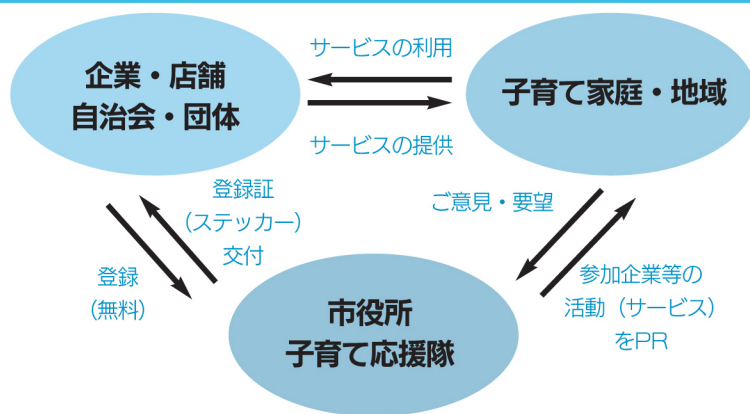 サービスの利用
企業・店舗
自治会・団体
子育て家庭・地域
サービスの提供
登録証
(ステッカー)
交付
ご意見・要望
登録
(無料)
参加企業等の
活動(サービス)
をPR
市役所
子育て応援隊